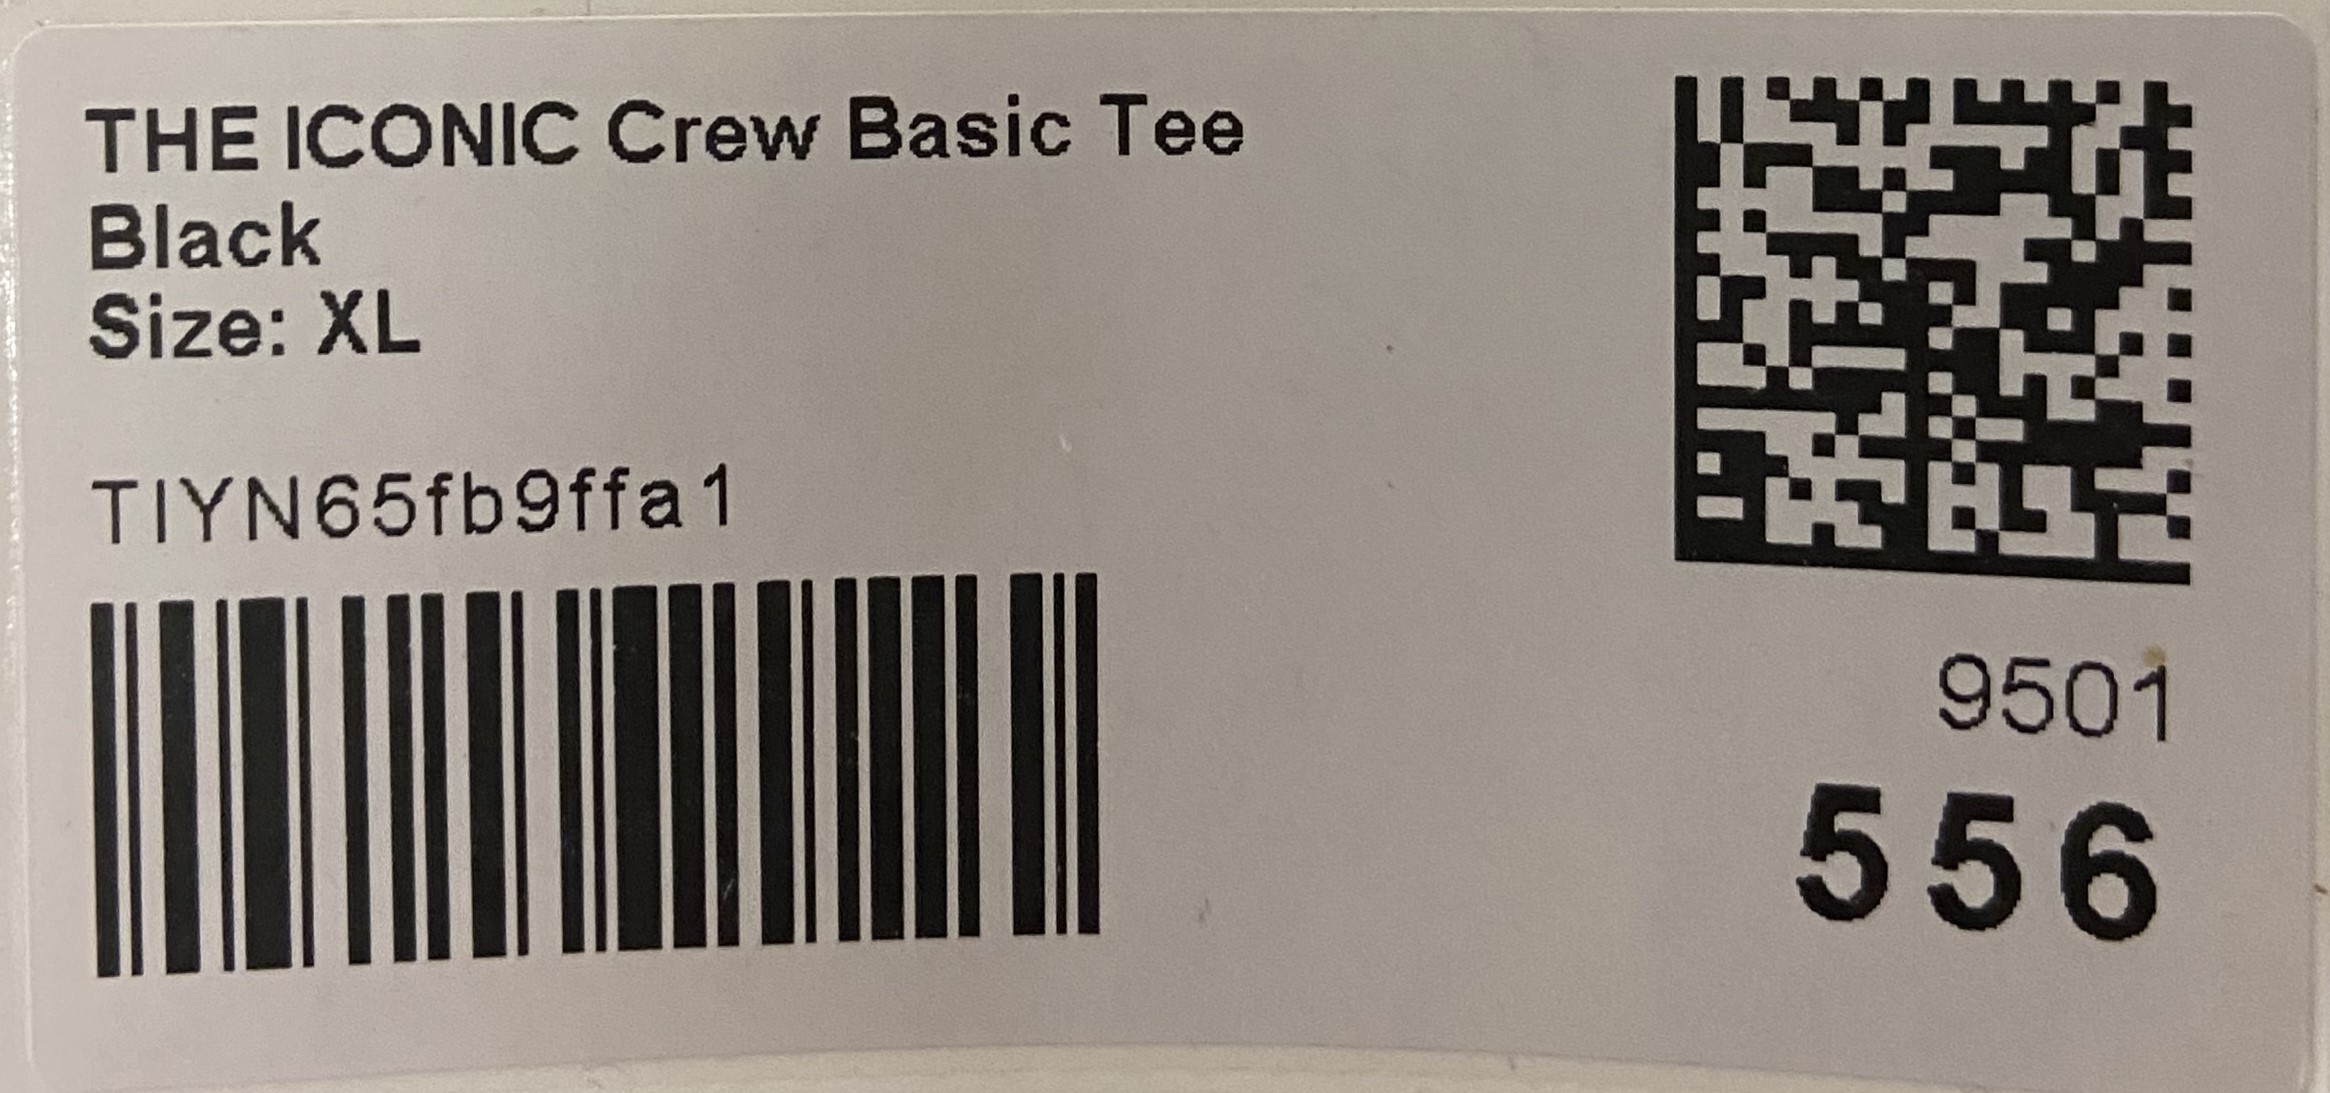 THE ICONIC Crew Basic Tee
Black
Size: XL
TIYN65fb9ffa1
9501
556